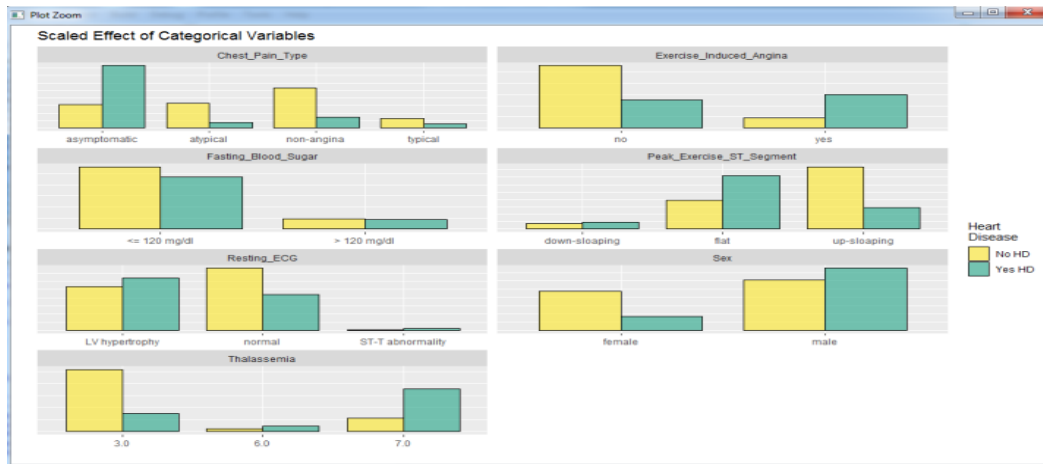 Plot Zoom
Scaled Effect of Categorical Variables
Chest_Pain_Type
asymptomatic atypical non-angina typical
Exercise_Induced_Angina
no yes
Fasting_Blood_Sugar
<= 120 mg/dl > 120 mg/dl
Peak_Exercise_ST_Segment
down-sloaping flat up-sloaping
Resting_ECG
LV hypertrophy normal ST-T abnormality
Sex
female male
Thalassemia
3.0 6.0 7.0
Heart
Disease
No HD
Yes HD